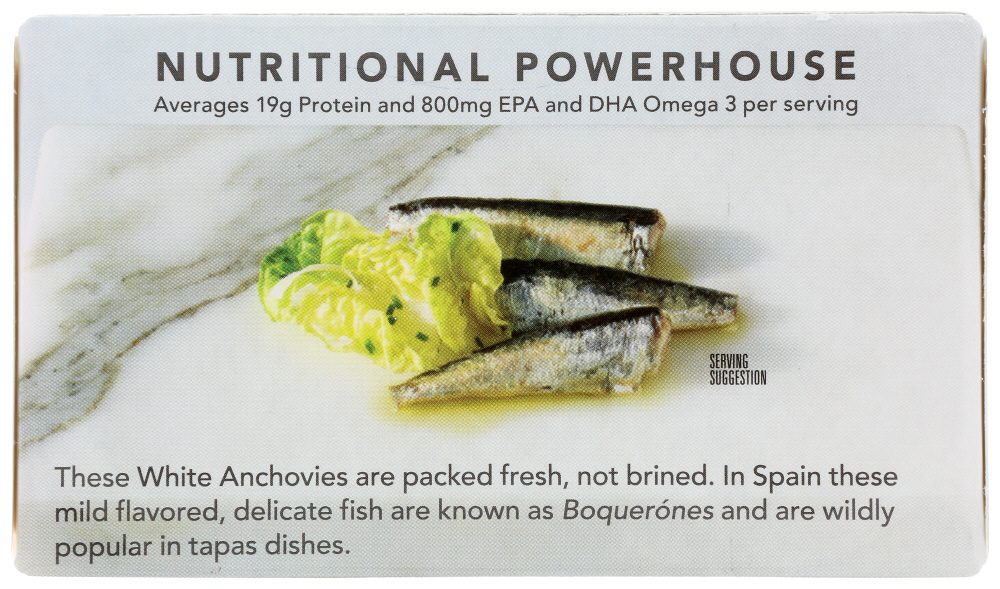 NUTRITIONAL POWERHOUSE
Averages 19g Protein and 800mg EPA and DHA Omega 3 per serving
SERVING
SUGGESTION
These White Anchovies are packed fresh, not brined. In Spain these
mild flavored, delicate fish are known as Boquerónes and are wildly
popular in tapas dishes.